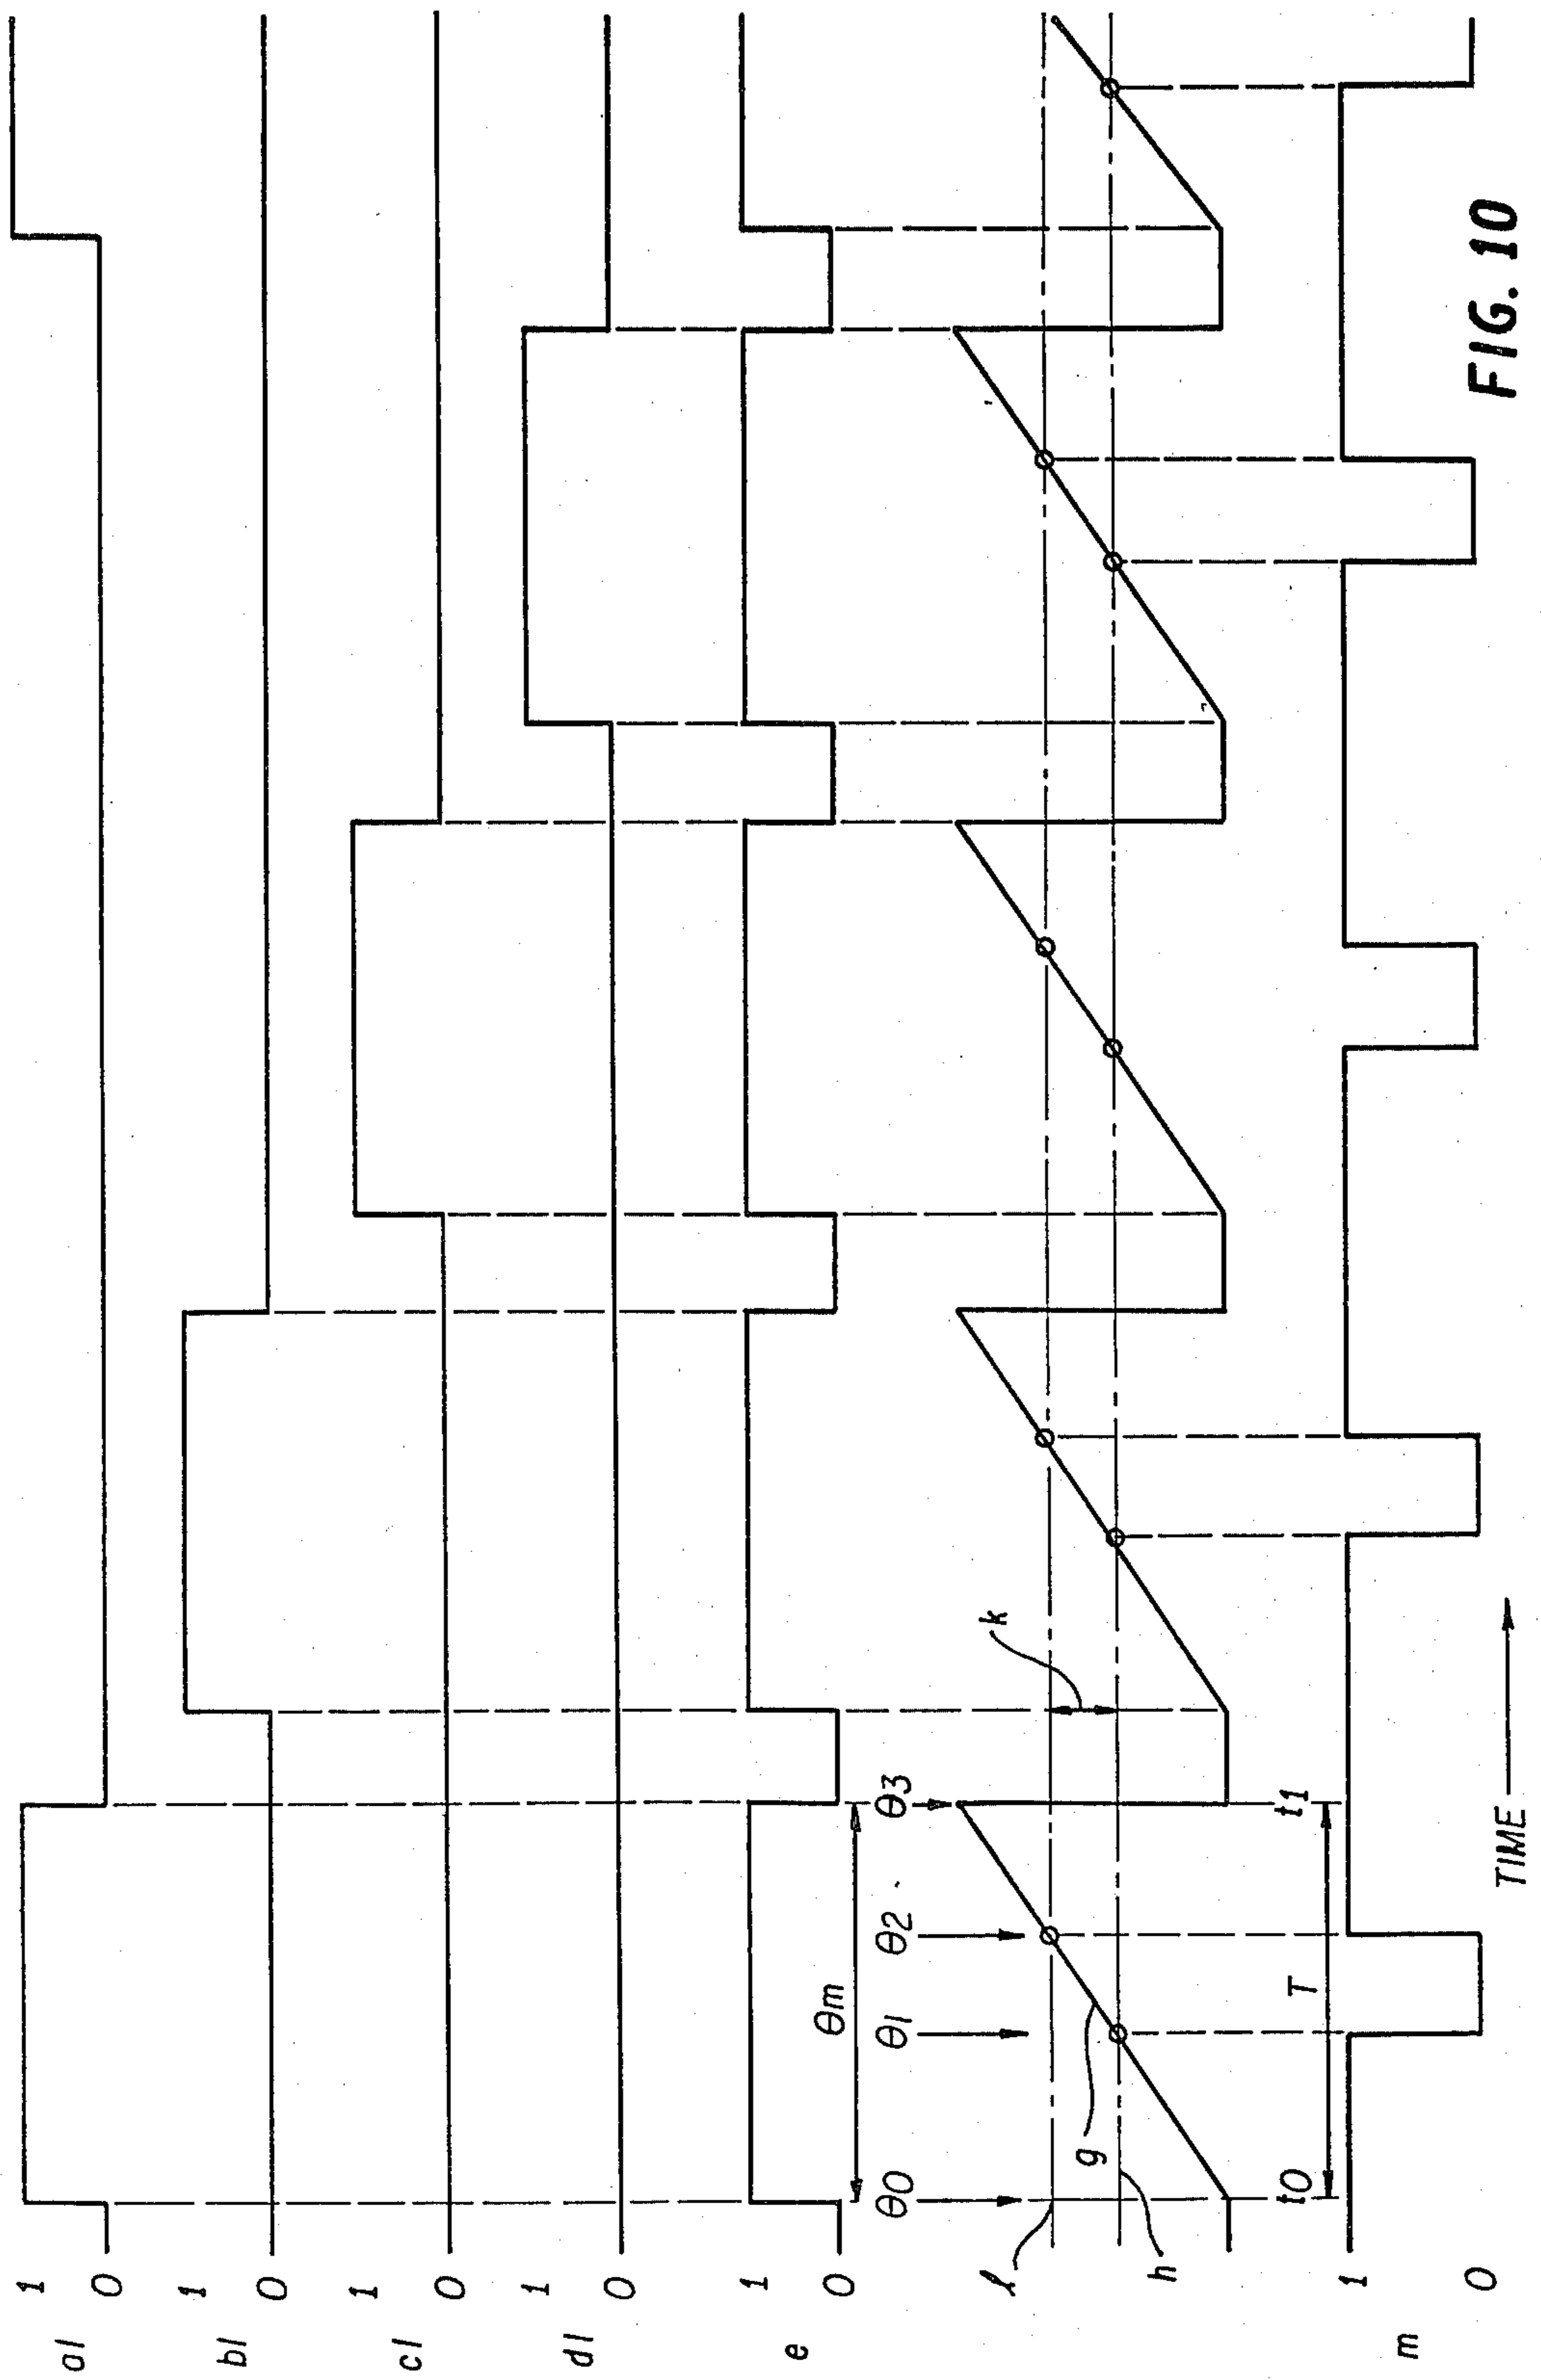 a1 1 0
b1 1 0
c1 1 0
d1 1 0
e 1 0
θm
θ0 θ1 θ2 θ3
l
k
g
h
t0 T t1
m 1 0
TIME
FIG. 10